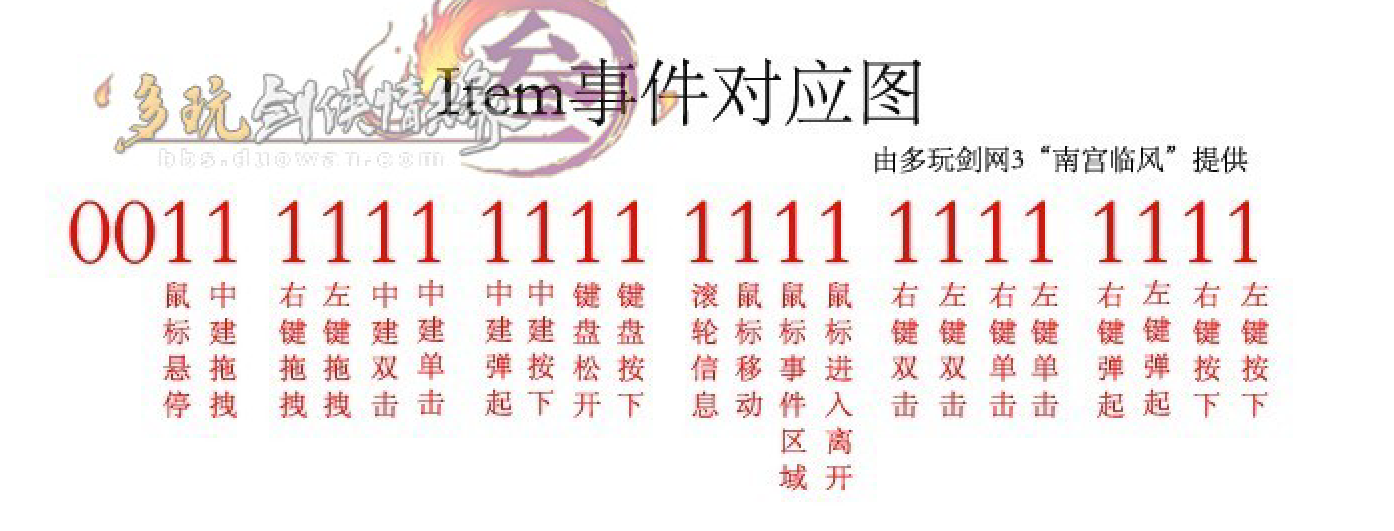 多玩剑侠情缘叁
bbs.duowan.com
Item事件对应图
由多玩剑网3“南宫临风”提供
0011 1111 1111 1111 1111 1111
鼠标悬停
中建拖拽
右键拖拽
左键拖拽
中建双击
中建单击
中建弹起
中建按下
键盘松开
键盘按下
滚轮信息
鼠标移动
鼠标事件区域
鼠标进入离开
右键双击
左键双击
右键单击
左键单击
右键弹起
左键弹起
右键按下
左键按下